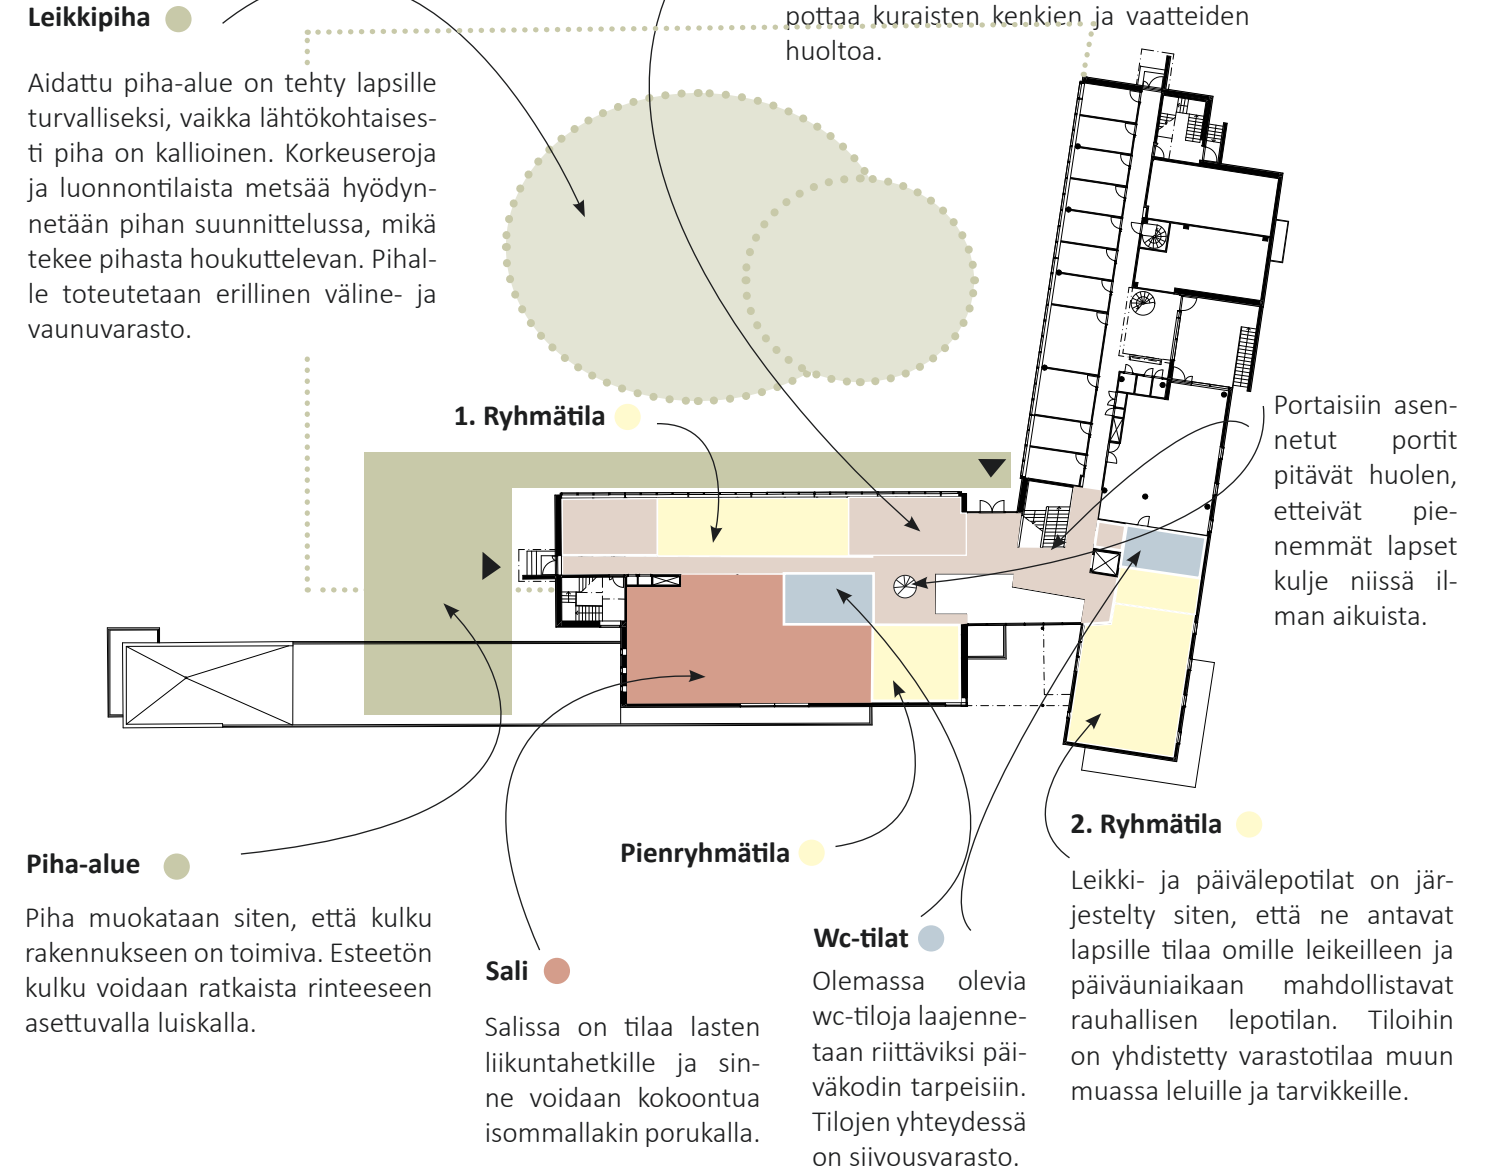 Leikkipiha
Aidattu piha-alue on tehty lapsille
turvalliseksi, vaikka lähtökohtaises-
ti piha on kallioinen. Korkeuseroja
ja luonnontilaista metsää hyödyn-
netään pihan suunnittelussa, mikä
tekee pihasta houkuttelevan. Pihal-
le toteutetaan erillinen väline- ja
vaunuvarasto.
pottaa kuraisten kenkien ja vaatteiden
huoltoa.
1. Ryhmätila
Portaisiin asen-
netut portit
pitävät huolen,
etteivät pie-
nemmät lapset
kulje niissä il-
man aikuista.
Piha-alue
Piha muokataan siten, että kulku
rakennukseen on toimiva. Esteetön
kulku voidaan ratkaista rinteeseen
asettuvalla luiskalla.
Sali
Salissa on tilaa lasten
liikuntahetkille ja sin-
ne voidaan kokoontua
isommallakin porukalla.
Pienryhmätila
Wc-tilat
Olemassa olevia
wc-tiloja laajenne-
taan riittäviksi päi-
väkodin tarpeisiin.
Tilojen yhteydessä
on siivousvarasto.
2. Ryhmätila
Leikki- ja päivälepotilat on jär-
jestelty siten, että ne antavat
lapsille tilaa omille leikeilleen ja
päiväuniaikaan mahdollistavat
rauhallisen lepotilan. Tiloihin
on yhdistetty varastotilaa muun
muassa leluille ja tarvikkeille.